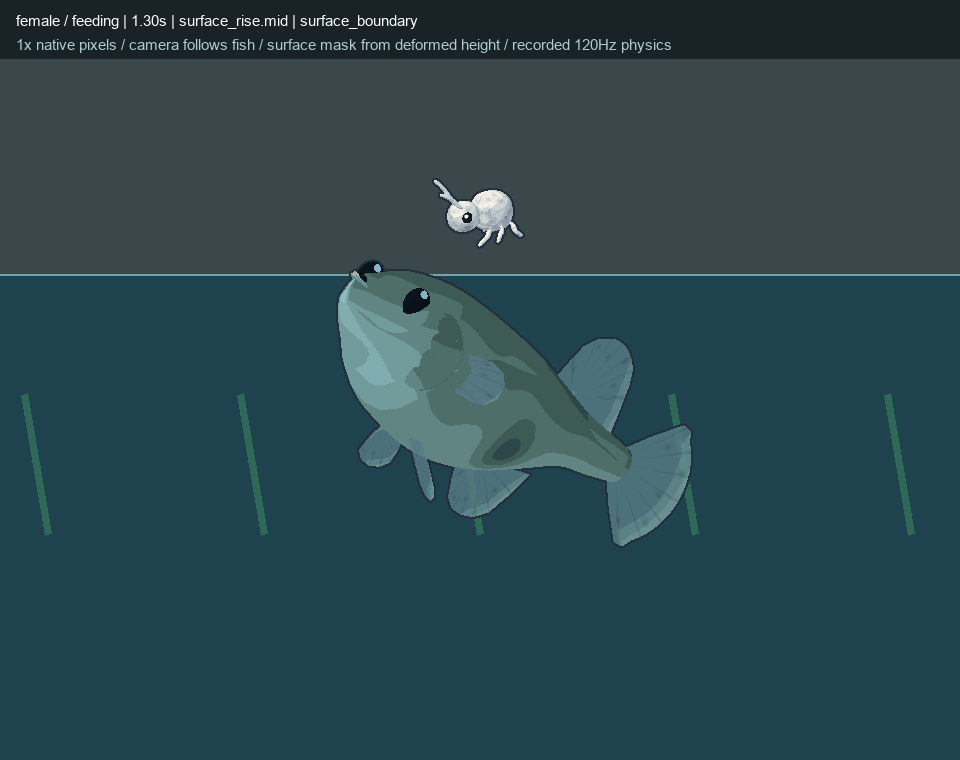 female / feeding | 1.30s | surface_rise.mid | surface_boundary
1x native pixels / camera follows fish / surface mask from deformed height / recorded 120Hz physics